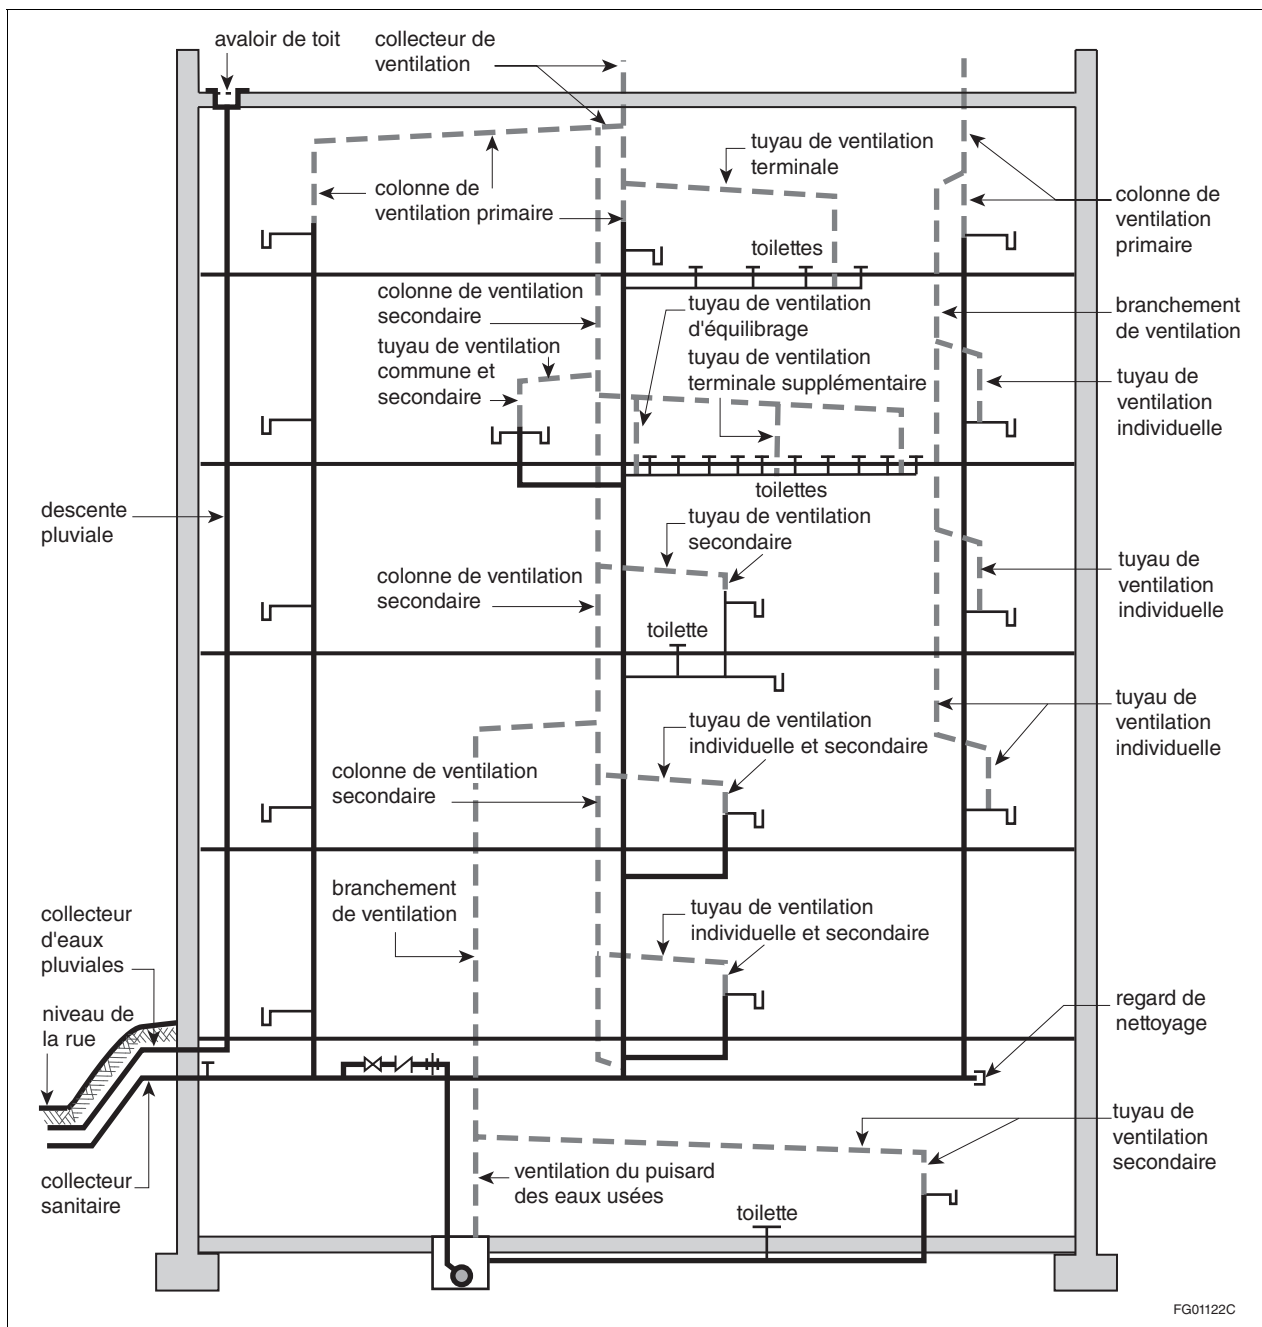 avaloir de toit
collecteur de
ventilation
tuyau de ventilation
terminale
colonne de
ventilation primaire
colonne de
ventilation
primaire
toilettes
colonne de ventilation
secondaire
tuyau de ventilation
d'équilibrage
branchement
de ventilation
tuyau de ventilation
commune et
secondaire
tuyau de ventilation
terminale supplémentaire
tuyau de
ventilation
individuelle
toilettes
descente
pluviale
tuyau de ventilation
secondaire
colonne de ventilation
secondaire
tuyau de
ventilation
individuelle
toilette
tuyau de ventilation
individuelle et secondaire
tuyau de
ventilation
individuelle
colonne de ventilation
secondaire
branchement
de ventilation
tuyau de ventilation
individuelle et secondaire
collecteur
d'eaux
pluviales
niveau de
la rue
regard de
nettoyage
tuyau de
ventilation
secondaire
collecteur
sanitaire
ventilation du puisard
des eaux usées
toilette
FG01122C